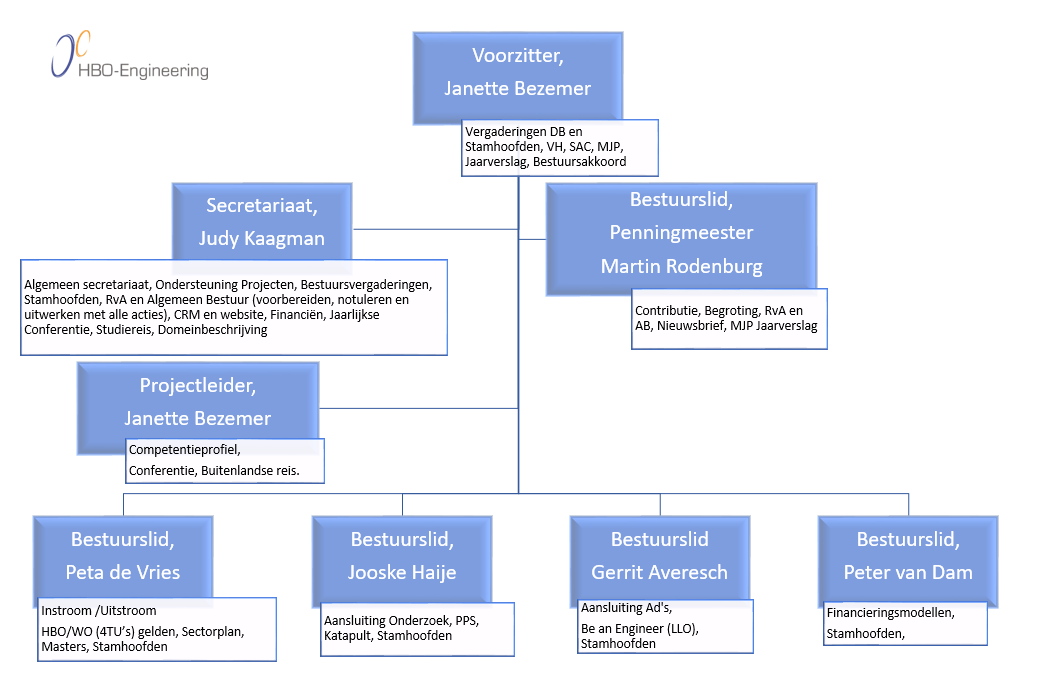 HBO-Engineering
Voorzitter,
Janette Bezemer
Vergaderingen DB en
Stamhoofden, VH, SAC, MJP,
Jaarverslag, Bestuursakkoord
Secretariaat,
Judy Kaagman
Algemeen secretariaat, Ondersteuning Projecten, Bestuursvergaderingen,
Stamhoofden, RvA en Algemeen Bestuur (voorbereiden, notuleren en
uitwerken met alle acties), CRM en website, Financiën, Jaarlijkse
Conferentie, Studiereis, Domeinbeschrijving
Bestuurslid,
Penningmeester
Martin Rodenburg
Contributie, Begroting, RvA en
AB, Nieuwsbrief, MJP Jaarverslag
Projectleider,
Janette Bezemer
Competentieprofiel,
Conferentie, Buitenlandse reis.
Bestuurslid,
Peta de Vries
Instroom /Uitstroom
HBO/WO (4TU’s) gelden, Sectorplan,
Masters, Stamhoofden
Bestuurslid,
Jooske Haije
Aansluiting Onderzoek, PPS,
Katapult, Stamhoofden
Bestuurslid
Gerrit Averesch
Aansluiting Ad's,
Be an Engineer (LLO),
Stamhoofden
Bestuurslid,
Peter van Dam
Financieringsmodellen,
Stamhoofden,